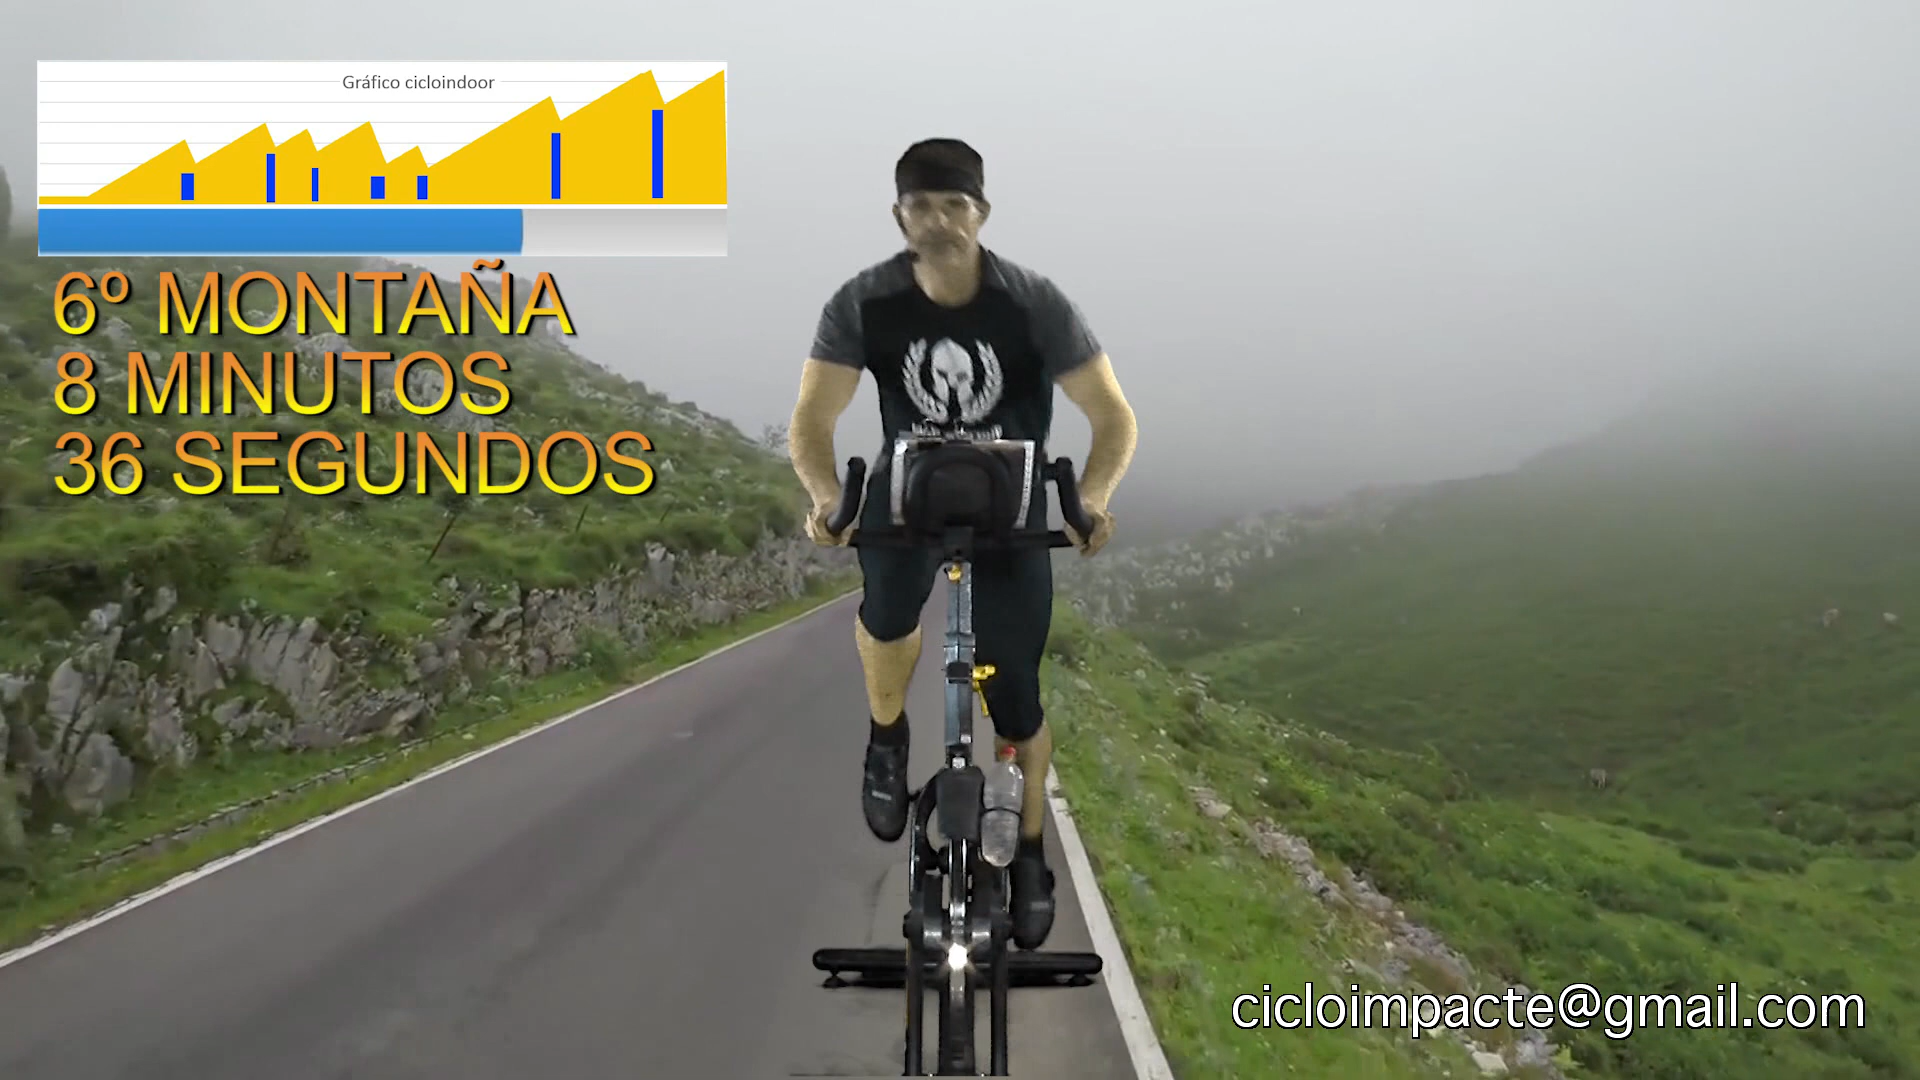 Gráfico cicloindoor
6º MONTAÑA
8 MINUTOS
36 SEGUNDOS
cicloimpacte@gmail.com